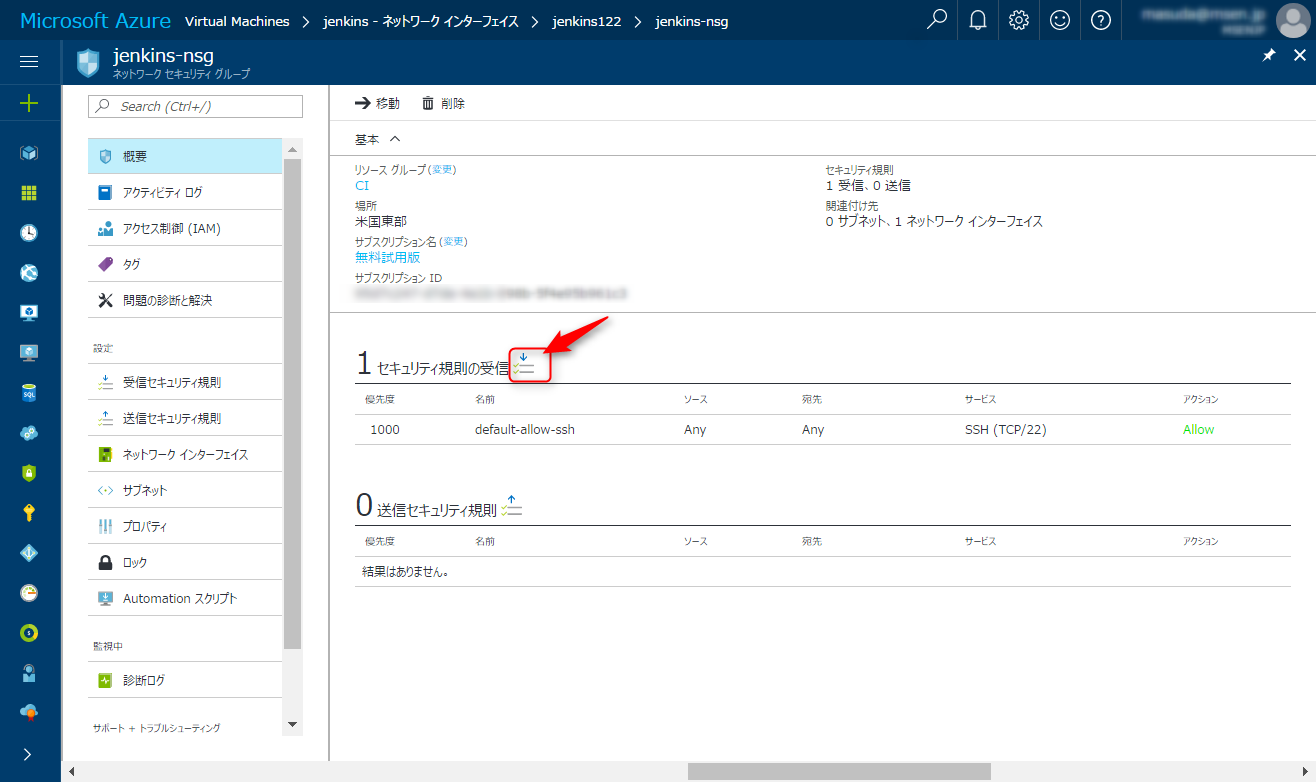 Microsoft Azure Virtual Machines > jenkins - ネットワーク インターフェイス > jenkins122 > jenkins-nsg
jenkins-nsg
ネットワーク セキュリティ グループ
Search (Ctrl+/)
概要
アクティビティ ログ
アクセス制御 (IAM)
タグ
問題の診断と解決
設定
受信セキュリティ規則
送信セキュリティ規則
ネットワーク インターフェイス
サブネット
プロパティ
ロック
Automation スクリプト
監視中
診断ログ
サポート + トラブルシューティング
移動 削除
基本
リソース グループ (変更)
CI
場所
米国東部
サブスクリプション名 (変更)
無料試用版
サブスクリプション ID
セキュリティ規則
1 受信、0 送信
関連付け先
0 サブネット、1 ネットワーク インターフェイス
1 セキュリティ規則の受信
優先度 名前 ソース 宛先 サービス アクション
1000 default-allow-ssh Any Any SSH (TCP/22) Allow
0 送信セキュリティ規則
優先度 名前 ソース 宛先 サービス アクション
結果はありません。
SQL